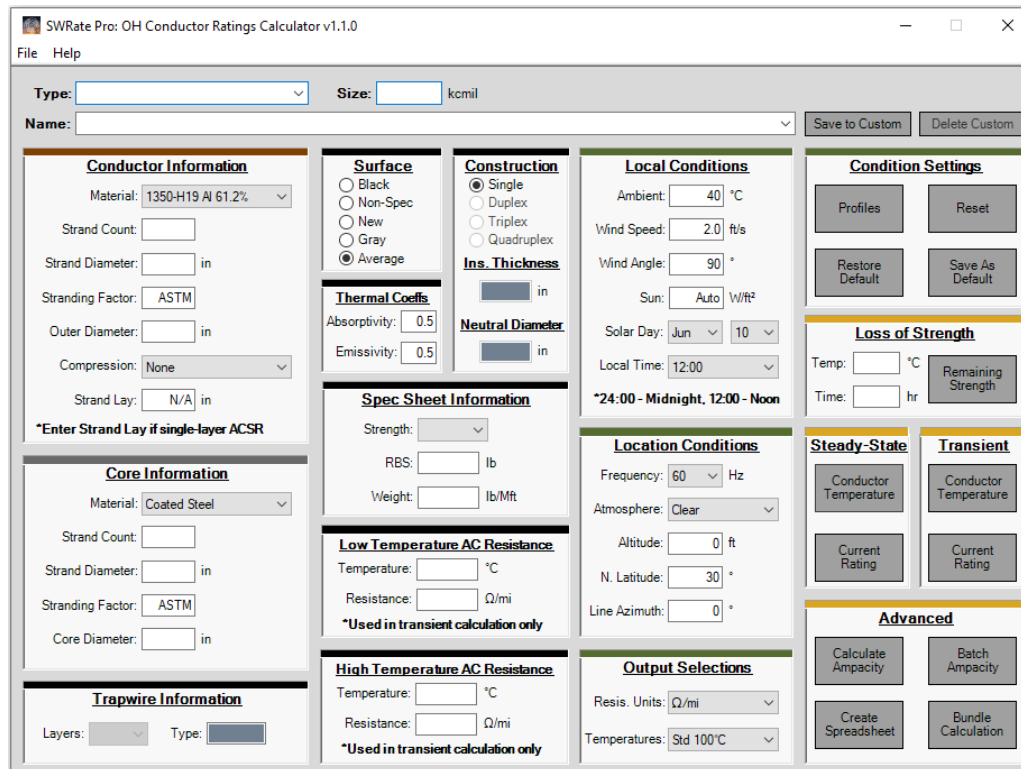 SWRate Pro: OH Conductor Ratings Calculator v1.1.0
File Help
Type:
Size: kcmil
Name:
Save to Custom
Delete Custom
Conductor Information
Material: 1350-H19 Al 61.2%
Strand Count:
Strand Diameter: in
Stranding Factor: ASTM
Outer Diameter: in
Compression: None
Strand Lay: N/A in
*Enter Strand Lay if single-layer ACSR
Core Information
Material: Coated Steel
Strand Count:
Strand Diameter: in
Stranding Factor: ASTM
Core Diameter: in
Trapwire Information
Layers: Type:
Surface
Black
Non-Spec
New
Gray
Average
Thermal Coeffs
Absorptivity: 0.5
Emissivity: 0.5
Construction
Single
Duplex
Triplex
Quadruplex
Ins. Thickness
in
Neutral Diameter
in
Spec Sheet Information
Strength:
RBS: lb
Weight: lb/Mft
Low Temperature AC Resistance
Temperature: °C
Resistance: Ω/mi
*Used in transient calculation only
High Temperature AC Resistance
Temperature: °C
Resistance: Ω/mi
*Used in transient calculation only
Local Conditions
Ambient: 40 °C
Wind Speed: 2.0 ft/s
Wind Angle: 90 °
Sun: Auto W/ft²
Solar Day: Jun 10
Local Time: 12:00
*24:00 - Midnight, 12:00 - Noon
Location Conditions
Frequency: 60 Hz
Atmosphere: Clear
Altitude: 0 ft
N. Latitude: 30 °
Line Azimuth: 0 °
Output Selections
Resis. Units: Ω/mi
Temperatures: Std 100°C
Condition Settings
Profiles
Reset
Restore
Default
Save As
Default
Loss of Strength
Temp: °C
Time: hr
Remaining
Strength
Steady-State
Conductor
Temperature
Current
Rating
Transient
Conductor
Temperature
Current
Rating
Advanced
Calculate
Ampacity
Batch
Ampacity
Create
Spreadsheet
Bundle
Calculation